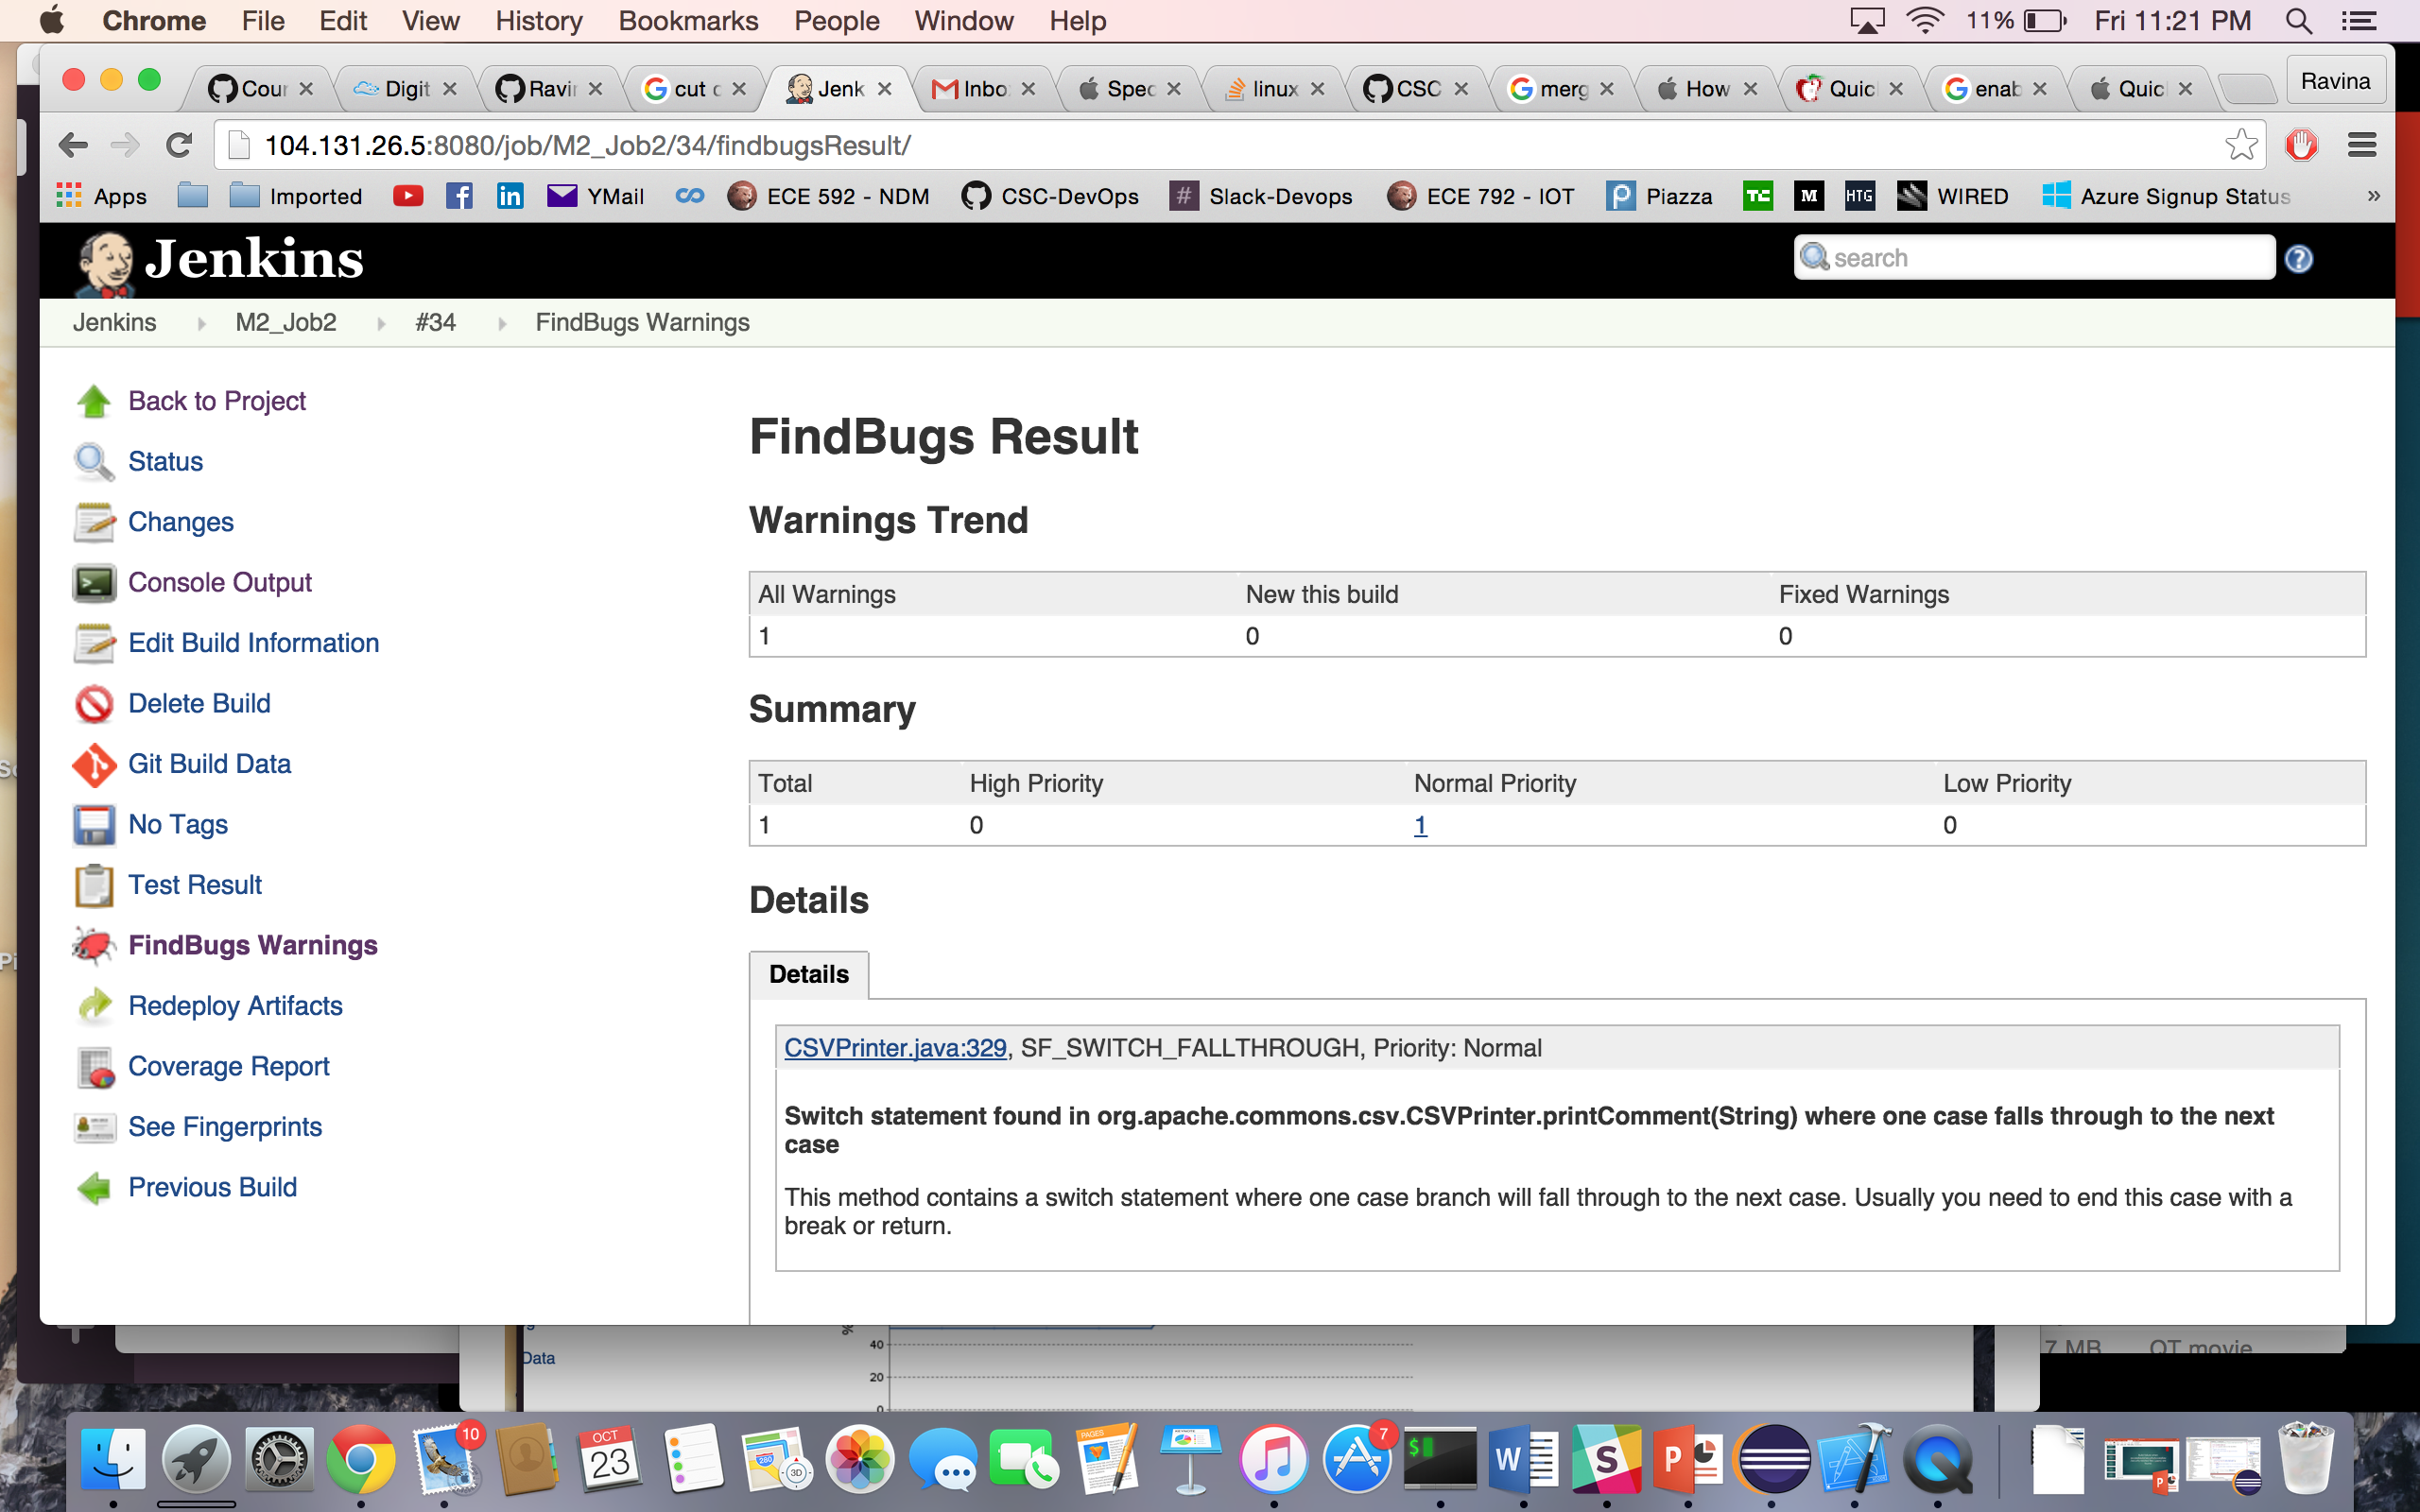 Chrome File Edit View History Bookmarks People Window Help 11% Fri 11:21 PM
Cour Digit Ravir cut c Jenk Inbo Spec linux CSC merg How Quic enab Quic Ravina
104.131.26.5:8080/job/M2_Job2/34/findbugsResult/
Apps Imported YMail ECE 592 - NDM CSC-DevOps # Slack-Devops ECE 792 - IOT Piazza TC M HTG WIRED Azure Signup Status »
Jenkins search ?
Jenkins M2_Job2 #34 FindBugs Warnings
Back to Project
Status
Changes
Console Output
Edit Build Information
Delete Build
Git Build Data
No Tags
Test Result
FindBugs Warnings
Redeploy Artifacts
Coverage Report
See Fingerprints
Previous Build
FindBugs Result
Warnings Trend
All Warnings New this build Fixed Warnings
1 0 0
Summary
Total High Priority Normal Priority Low Priority
1 0 1 0
Details
Details
CSVPrinter.java:329, SF_SWITCH_FALLTHROUGH, Priority: Normal
Switch statement found in org.apache.commons.csv.CSVPrinter.printComment(String) where one case falls through to the next
case
This method contains a switch statement where one case branch will fall through to the next case. Usually you need to end this case with a
break or return.
%
40
Data
7 MB QT movie
20
0
10 OCT 23 PAGES 7